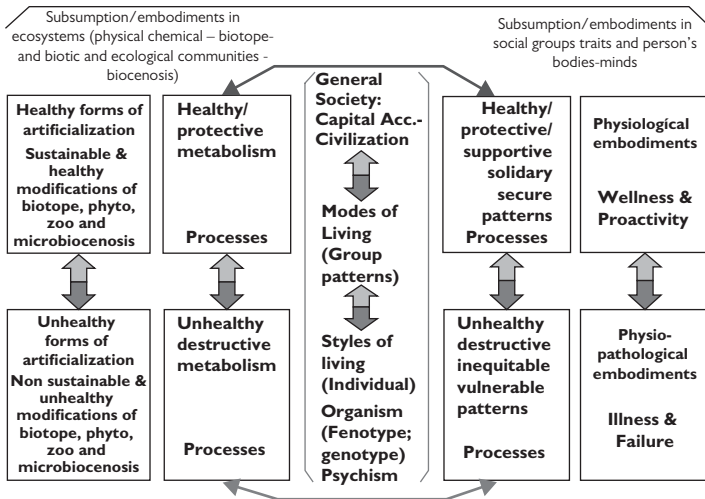 Subsumption/embodiments in
ecosystems (physical chemical – biotope-
and biotic and ecological communities -
biocenosis)
Subsumption/embodiments in
social groups traits and person's
bodies-minds
Healthy forms of
artificialization
Sustainable &
healthy
modifications of
biotope, phyto,
zoo and
microbiocenosis
Healthy/
protective
metabolism
Processes
General
Society:
Capital Acc.-
Civilization
Modes of
Living
(Group
patterns)
Styles of
living
(Individual)
Organism
(Fenotype;
genotype)
Psychism
Healthy/
protective/
supportive
solidary
secure
patterns
Processes
Physiological
embodiments
Wellness &
Proactivity
Unhealthy
forms of
artificialization
Non sustainable &
unhealthy
modifications of
biotope, phyto,
zoo and
microbiocenosis
Unhealthy
destructive
metabolism
Processes
Unhealthy
destructive
inequitable
vulnerable
patterns
Processes
Physio-
pathological
embodiments
Illness &
Failure